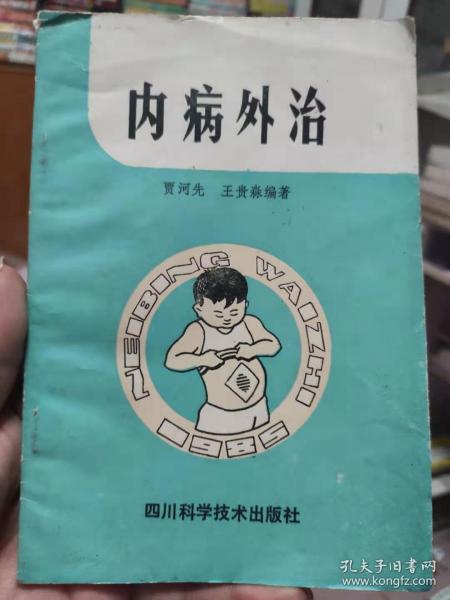 内病外治
贾河先 王贵淼编著
NEIBING WAIZHI
1985
四川科学技术出版社
孔夫子旧书网
www.kongfz.com